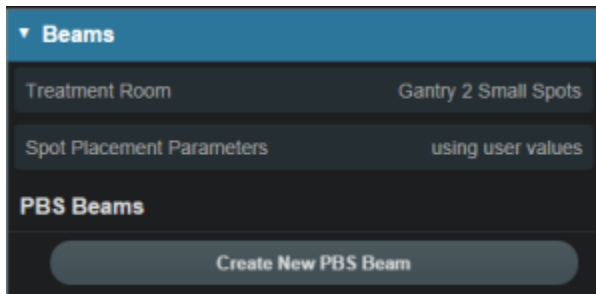 Beams
Treatment Room Gantry 2 Small Spots
Spot Placement Parameters using user values
PBS Beams
Create New PBS Beam